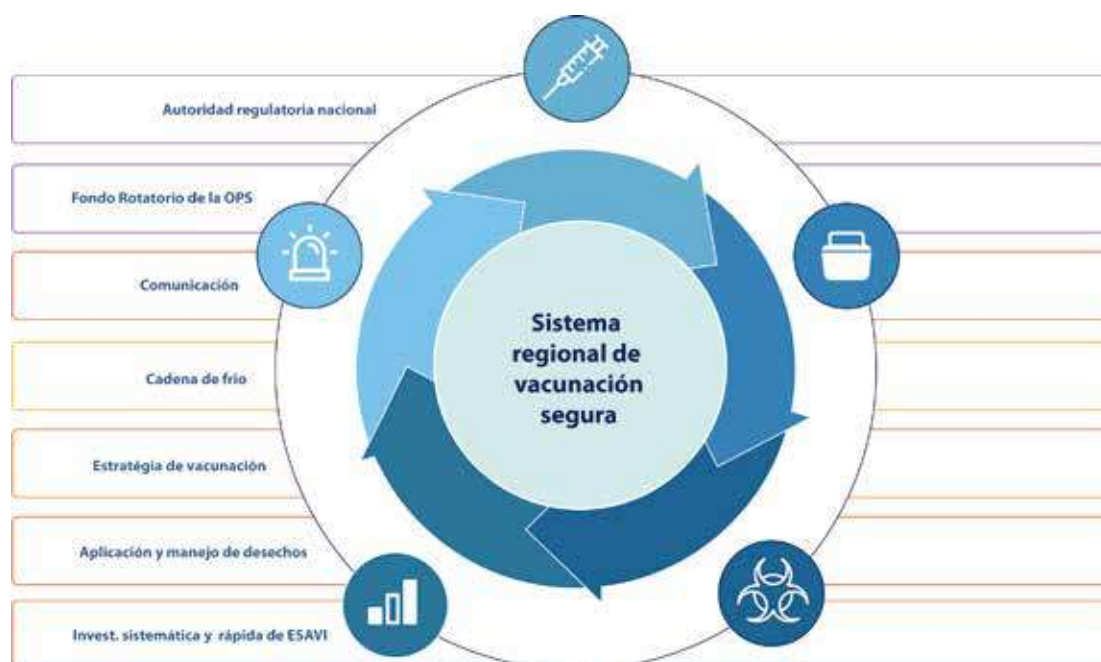 Autoridad regulatoria nacional
Fondo Rotatorio de la OPS
Comunicación
Cadena de frio
Estratégia de vacunación
Aplicación y manejo de desechos
Invest. sistemática y rápida de ESAVI
Sistema
regional de
vacunación
segura